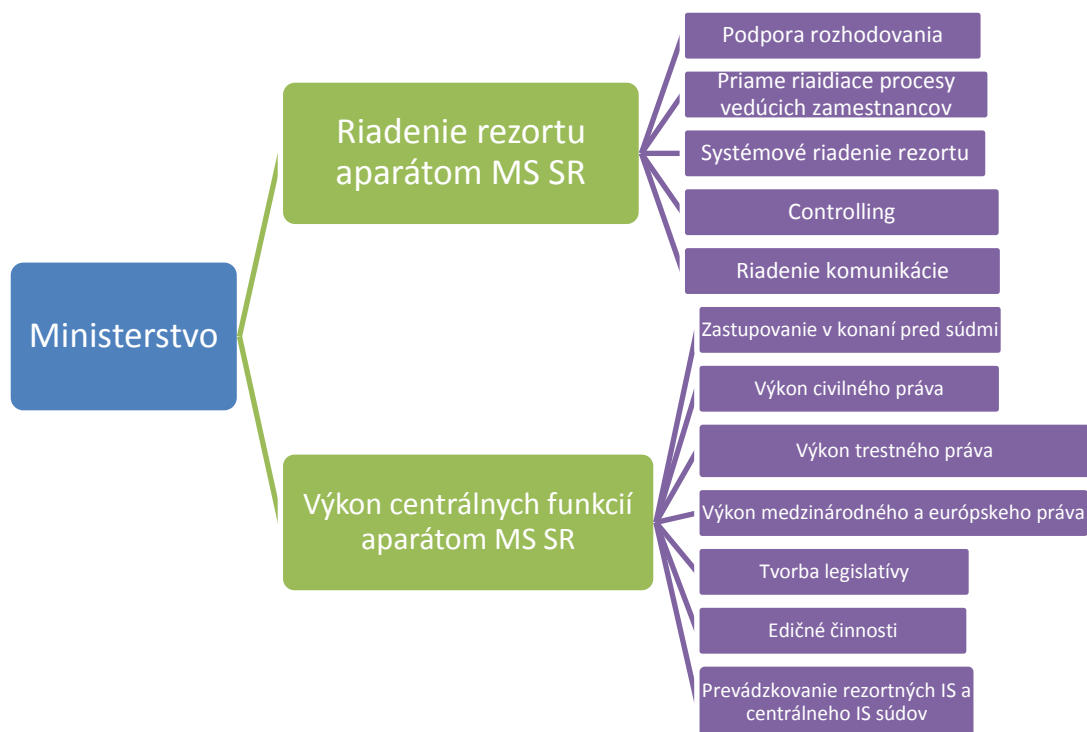 Ministerstvo
Riadenie rezortu
aparátom MS SR
Podpora rozhodovania
Priame riaidiace procesy
vedúcich zamestnancov
Systémové riadenie rezortu
Controlling
Riadenie komunikácie
Výkon centrálnych funkcií
aparátom MS SR
Zastupovanie v konaní pred súdmi
Výkon civilného práva
Výkon trestného práva
Výkon medzinárodného a európskeho práva
Tvorba legislatívy
Edičné činnosti
Prevádzkovanie rezortných IS a
centrálneho IS súdov